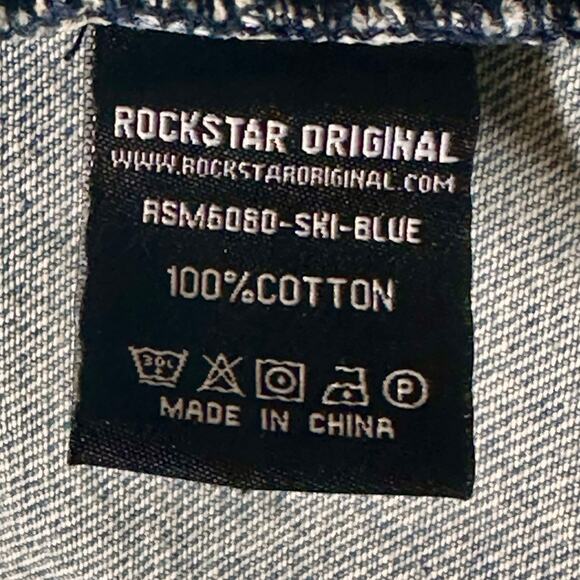 ROCKSTAR ORIGINAL
WWW.ROCKSTARORIGINAL.COM
RSM6060-SKI-BLUE
100%COTTON
P
MADE IN CHINA